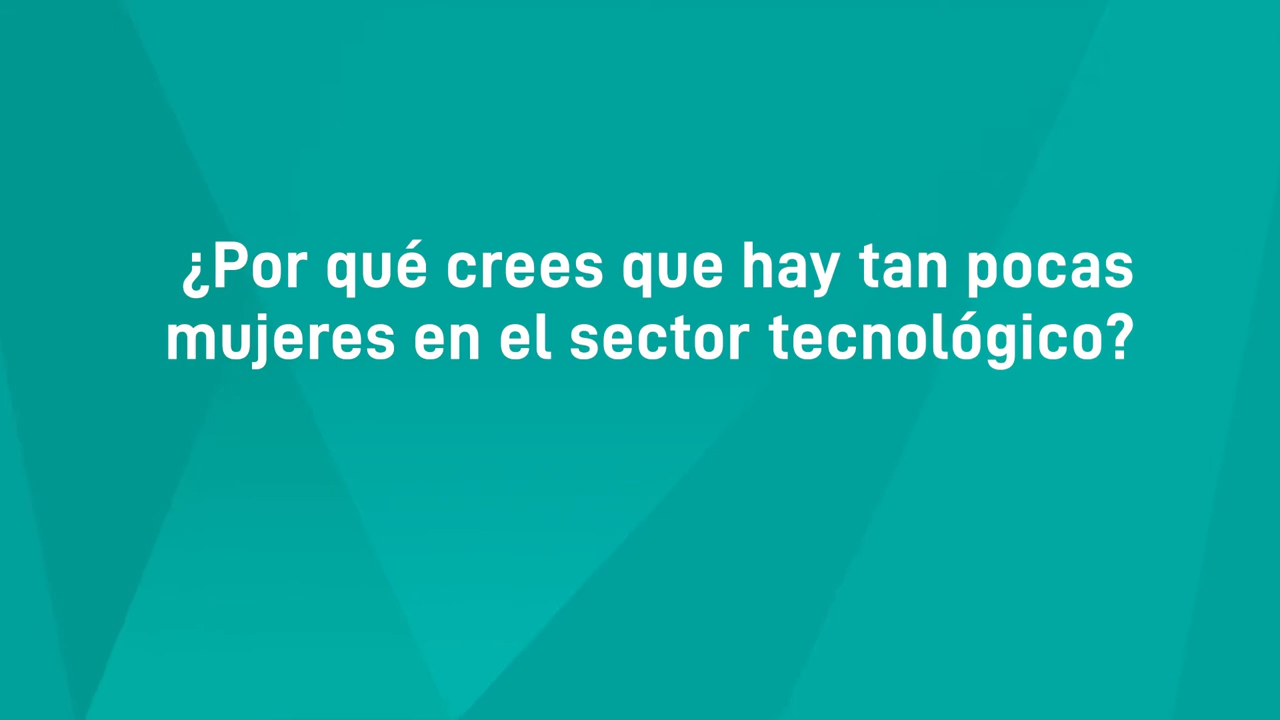 ¿Por qué crees que hay tan pocas
mujeres en el sector tecnológico?